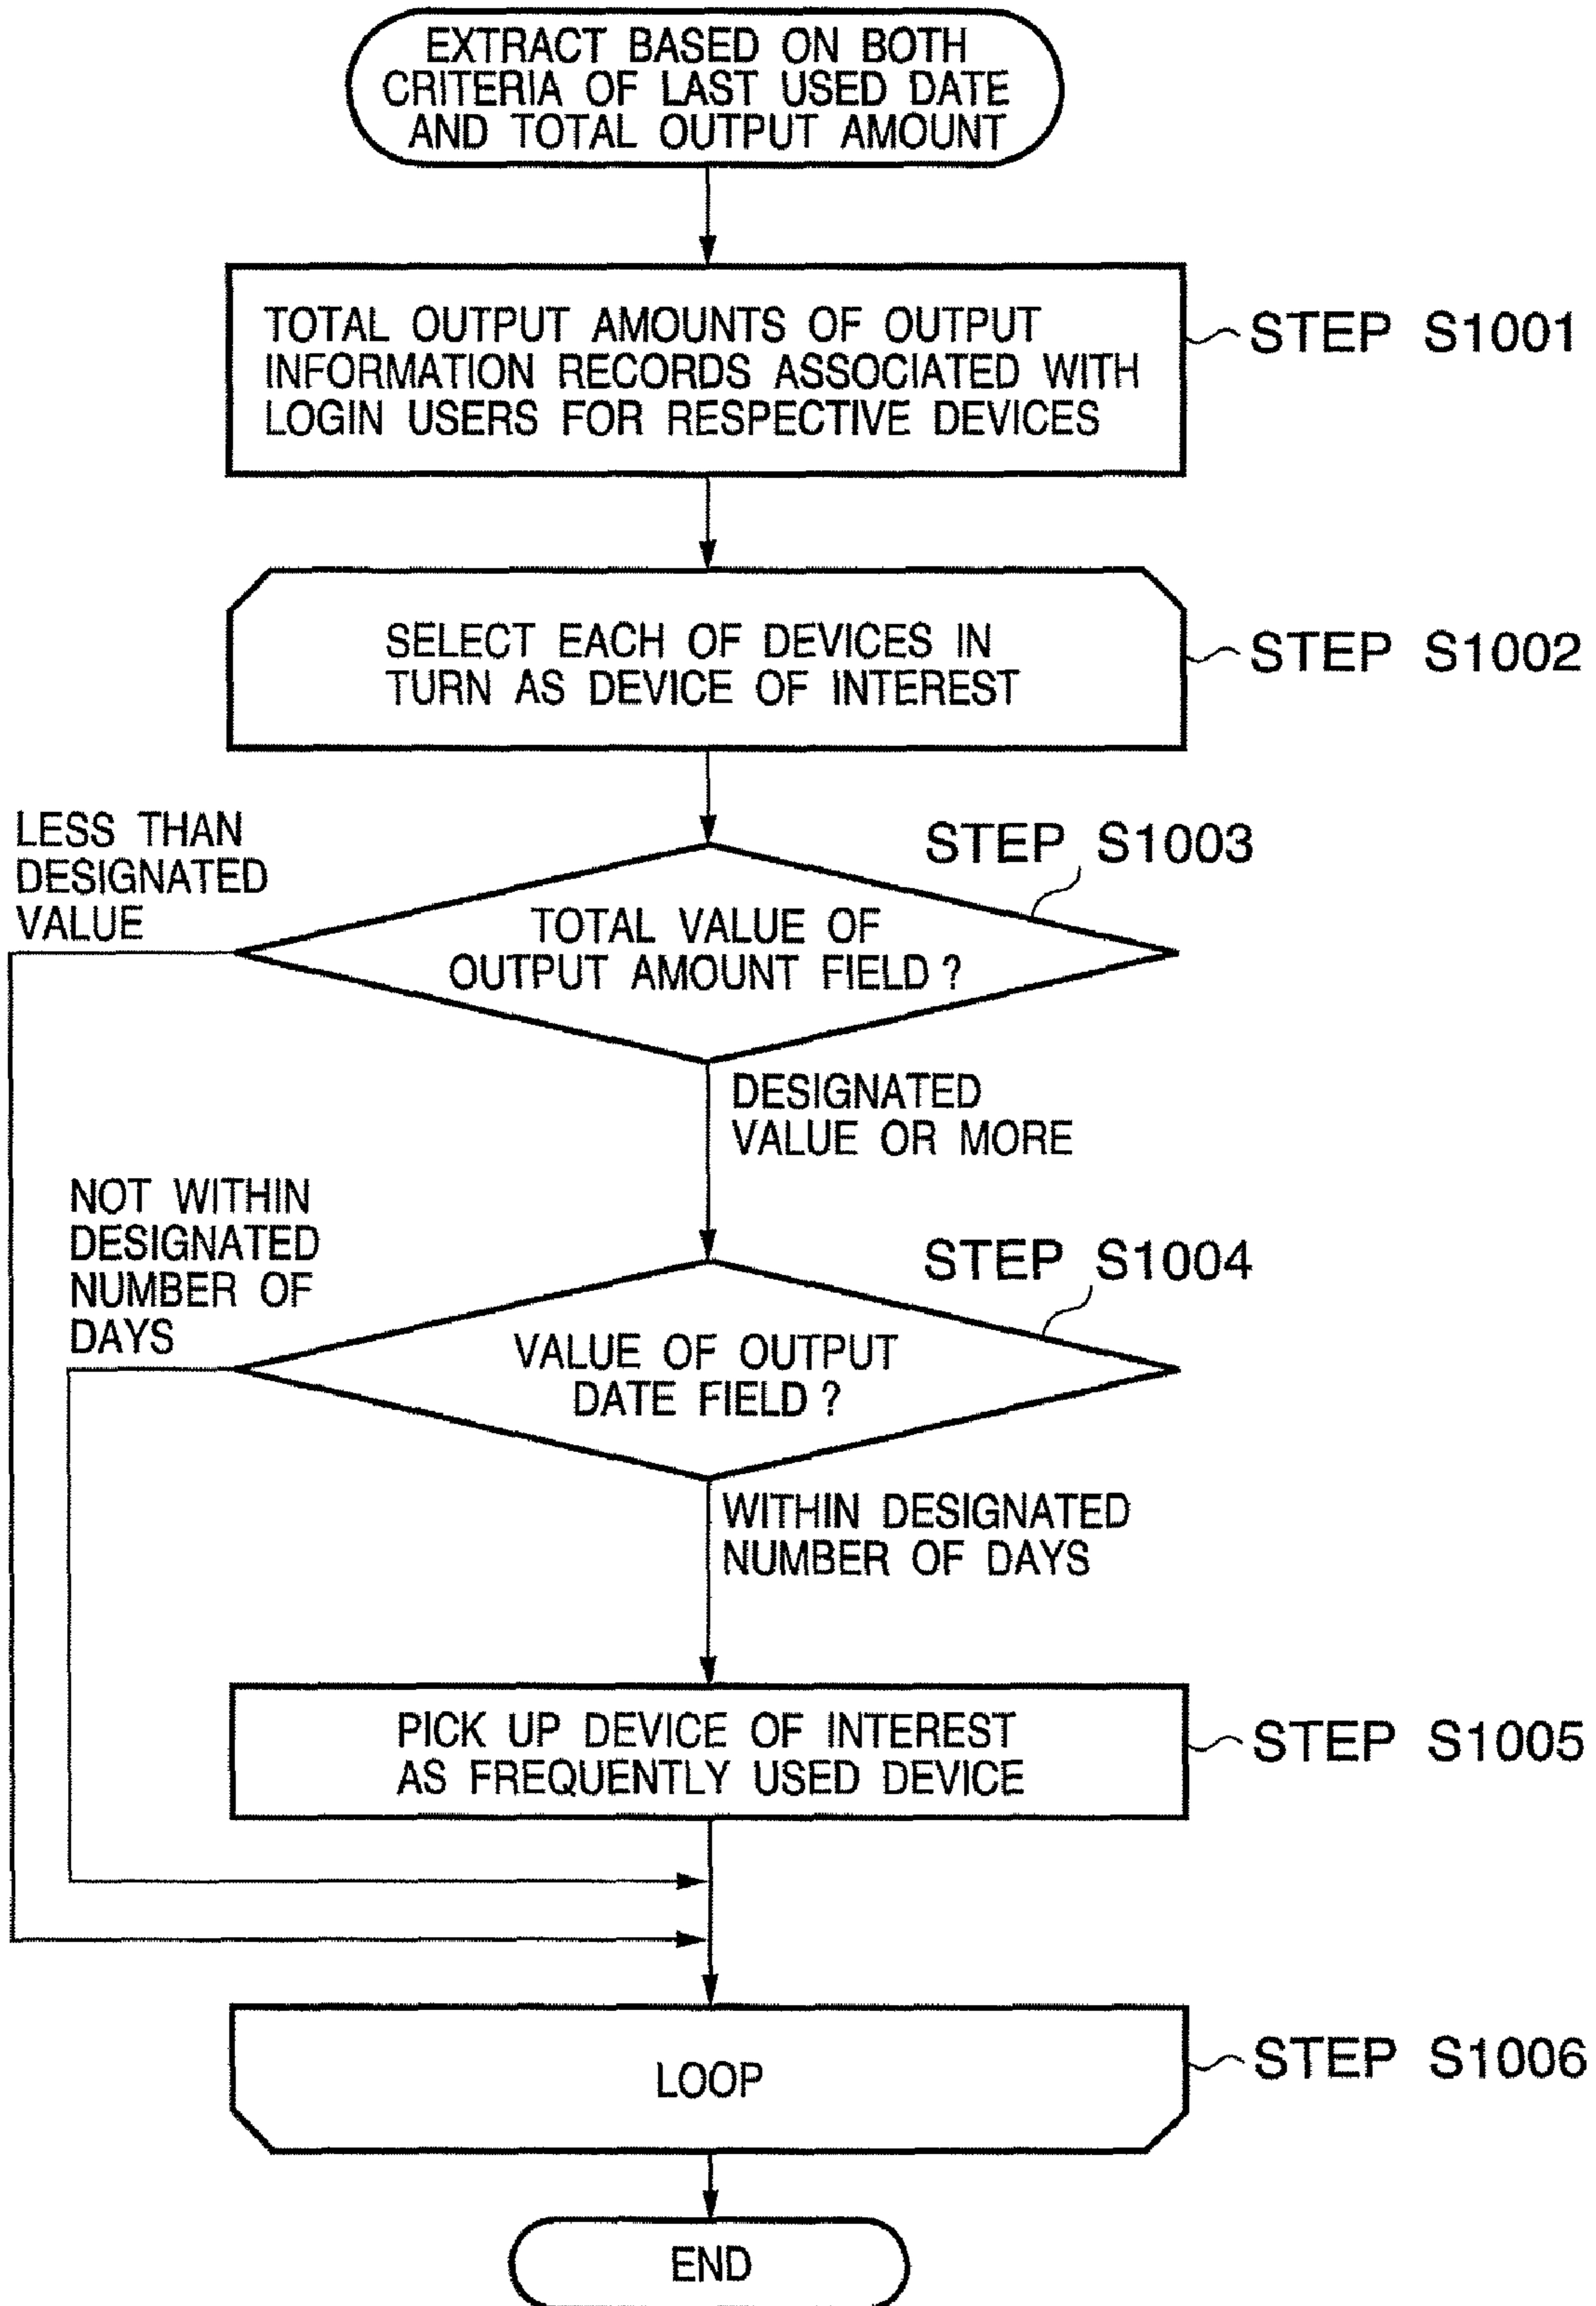 EXTRACT BASED ON BOTH
CRITERIA OF LAST USED DATE
AND TOTAL OUTPUT AMOUNT
TOTAL OUTPUT AMOUNTS OF OUTPUT
INFORMATION RECORDS ASSOCIATED WITH
LOGIN USERS FOR RESPECTIVE DEVICES
STEP S1001
SELECT EACH OF DEVICES IN
TURN AS DEVICE OF INTEREST
STEP S1002
LESS THAN
DESIGNATED
VALUE
STEP S1003
TOTAL VALUE OF
OUTPUT AMOUNT FIELD ?
DESIGNATED
VALUE OR MORE
NOT WITHIN
DESIGNATED
NUMBER OF
DAYS
STEP S1004
VALUE OF OUTPUT
DATE FIELD ?
WITHIN DESIGNATED
NUMBER OF DAYS
PICK UP DEVICE OF INTEREST
AS FREQUENTLY USED DEVICE
STEP S1005
LOOP
STEP S1006
END